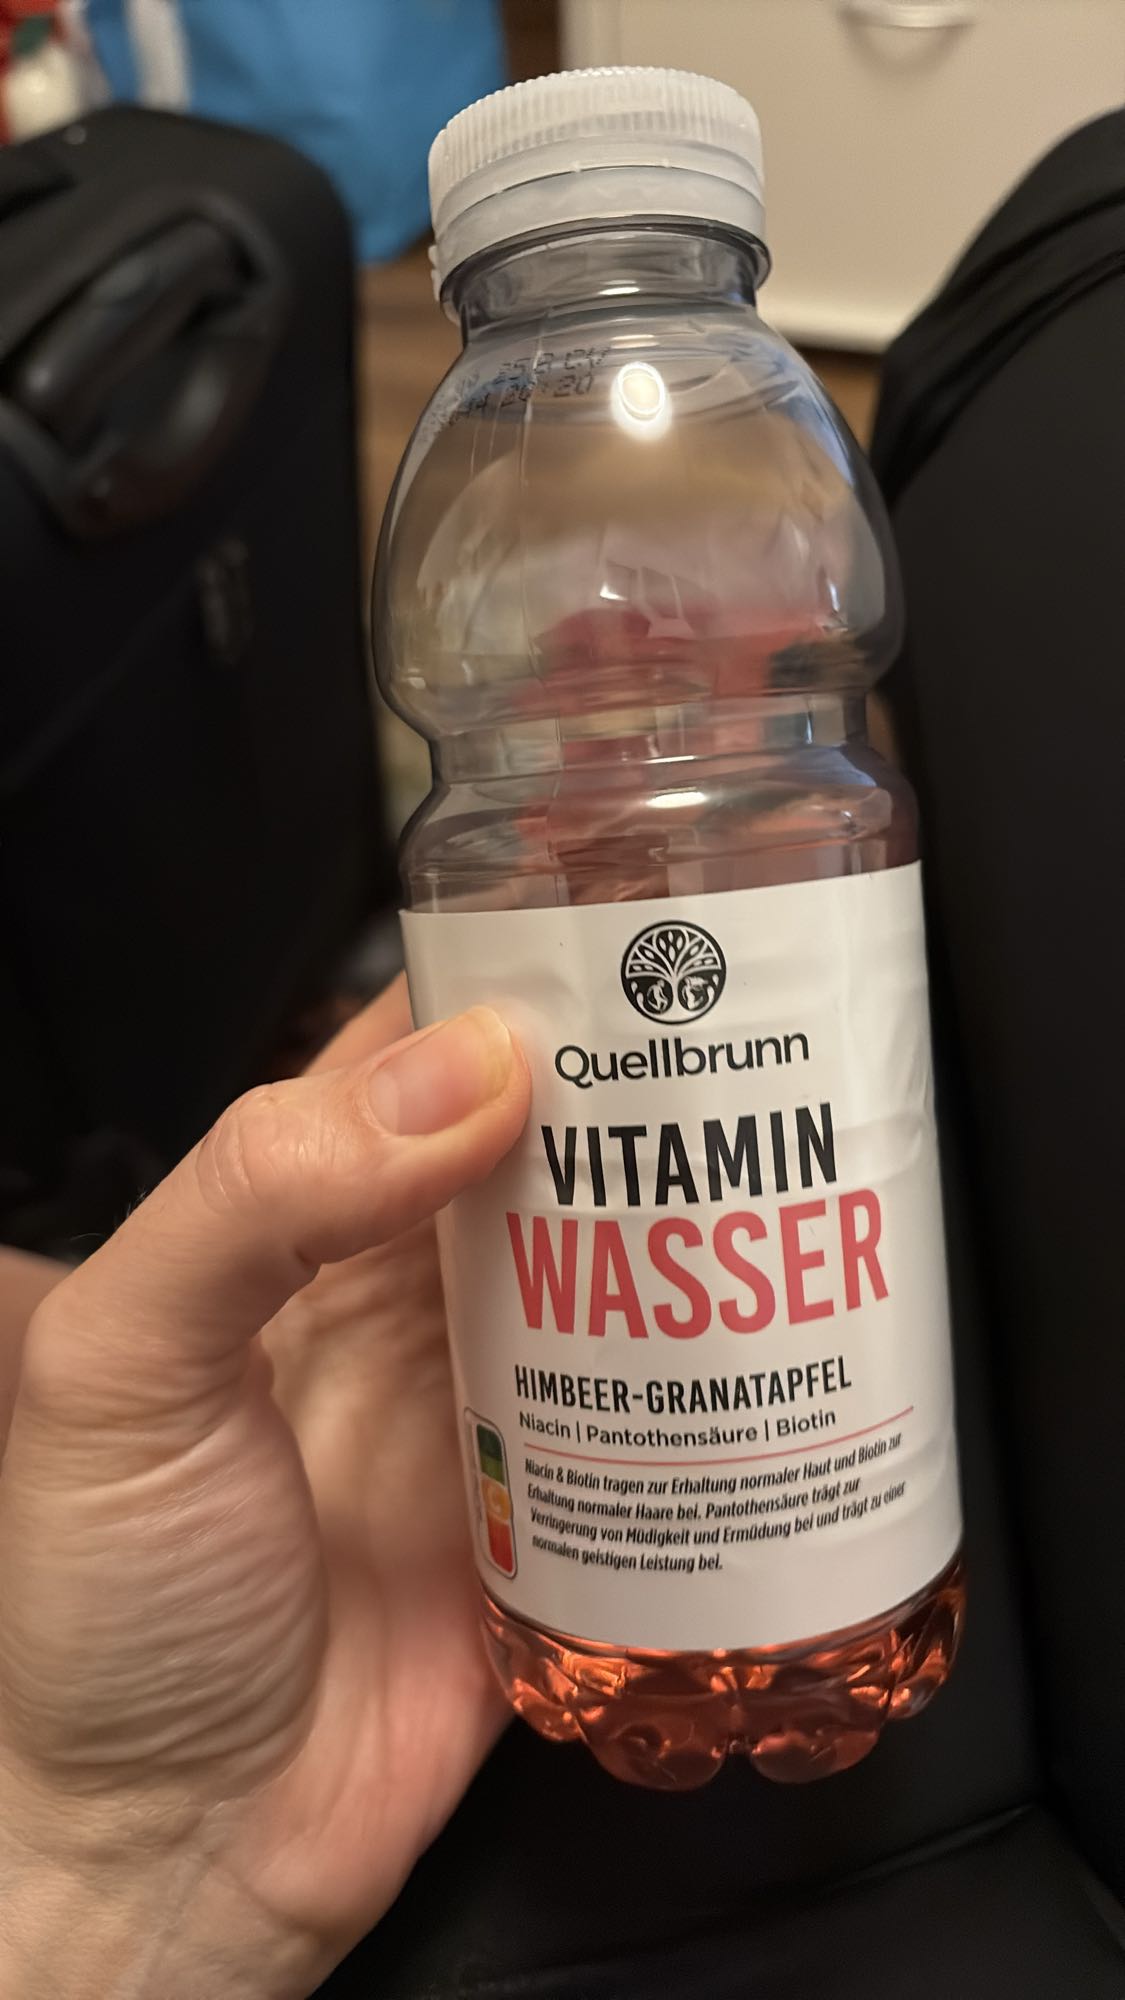 Quellbrunn
VITAMIN
WASSER
HIMBEER-GRANATAPFEL
Niacin | Pantothensäure | Biotin
Niacin & Biotin tragen zur Erhaltung normaler Haut und Biotin zur
Erhaltung normaler Haare bei. Pantothensäure trägt zur
Verringerung von Müdigkeit und Ermüdung bei und trägt zu einer
normalen geistigen Leistung bei.